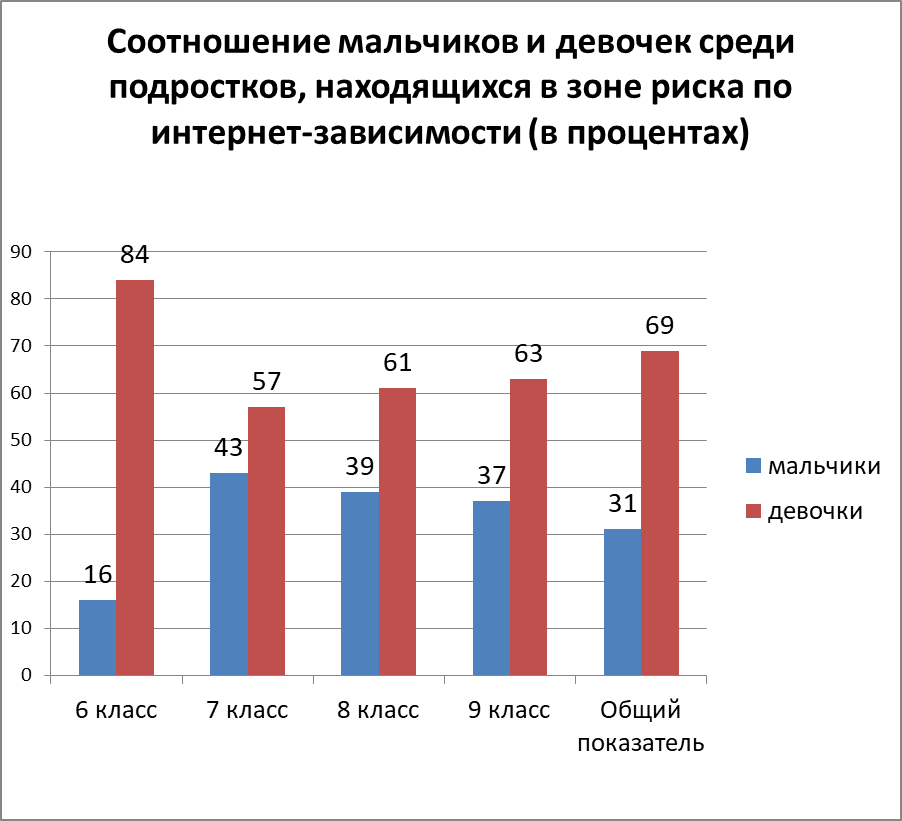 Соотношение мальчиков и девочек среди
подростков, находящихся в зоне риска по
интернет-зависимости (в процентах)
90
80
70
60
50
40
30
20
10
0
84
69
63
61
57
43
39
37
31
16
мальчики
девочки
6 класс 7 класс 8 класс 9 класс Общий
показатель